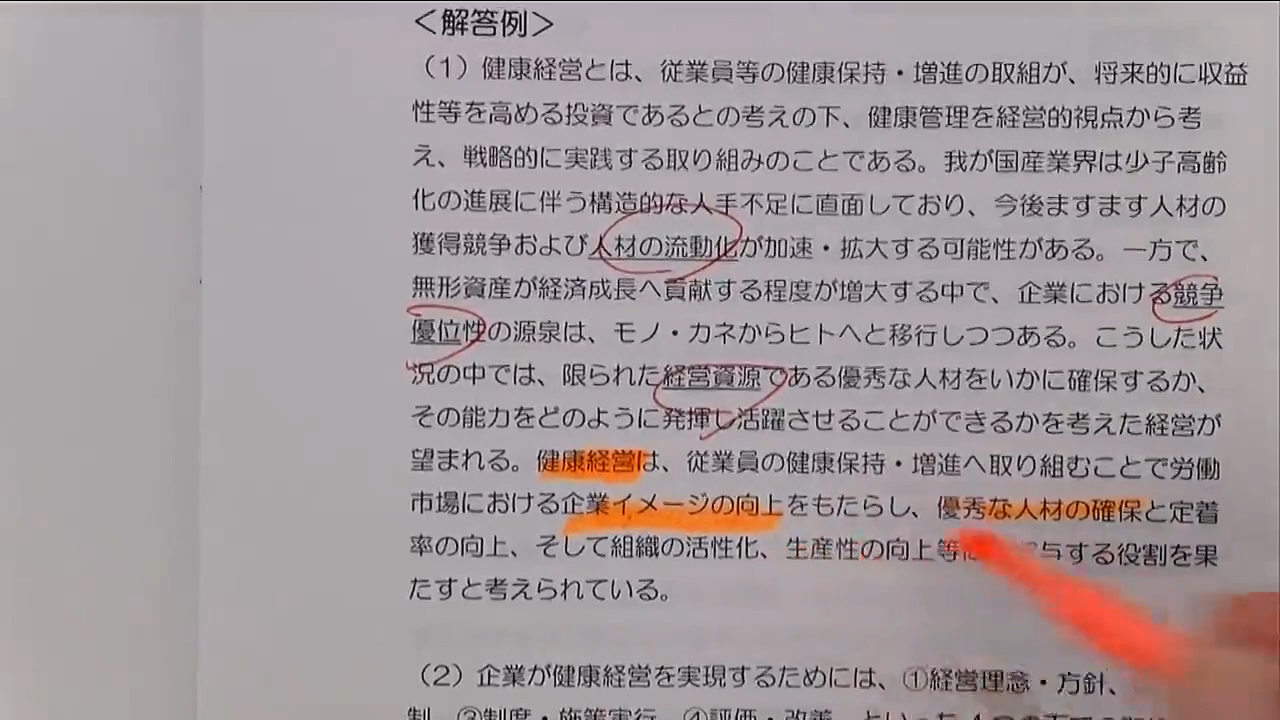 ＜解答例＞
（1）健康経営とは、従業員等の健康保持・増進の取組が、将来的に収益
性等を高める投資であるとの考えの下、健康管理を経営的視点から考
え、戦略的に実践する取り組みのことである。我が国産業界は少子高齢
化の進展に伴う構造的な人手不足に直面しており、今後ますます人材の
獲得競争および人材の流動化が加速・拡大する可能性がある。一方で、
無形資産が経済成長へ貢献する程度が増大する中で、企業における競争
優位性の源泉は、モノ・カネからヒトへと移行しつつある。こうした状
況の中では、限られた経営資源である優秀な人材をいかに確保するか、
その能力をどのように発揮し活躍させることができるかを考えた経営が
望まれる。健康経営は、従業員の健康保持・増進へ取り組むことで労働
市場における企業イメージの向上をもたらし、優秀な人材の確保と定着
率の向上、そして組織の活性化、生産性の向上等に 与する役割を果
たすと考えられている。
（2）企業が健康経営を実現するためには、①経営理念・方針、
制、③制度・施策実行、④評価・改善、といった